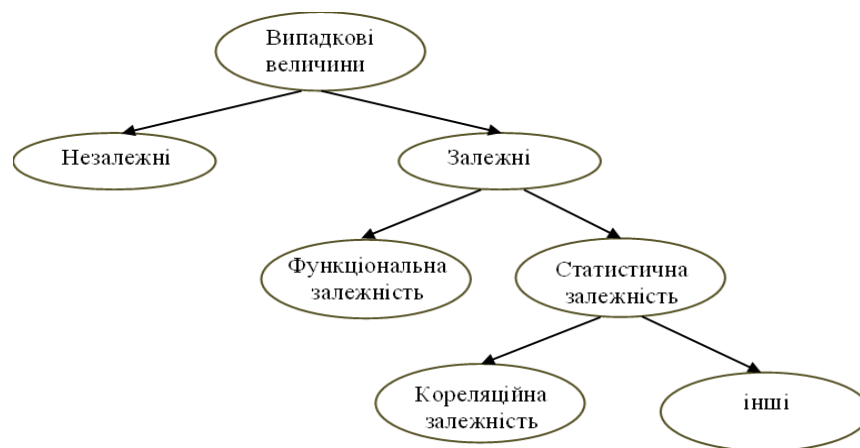 Випадкові
величини
Незалежні
Залежні
Функціональна
залежність
Статистична
залежність
Кореляційна
залежність
інші